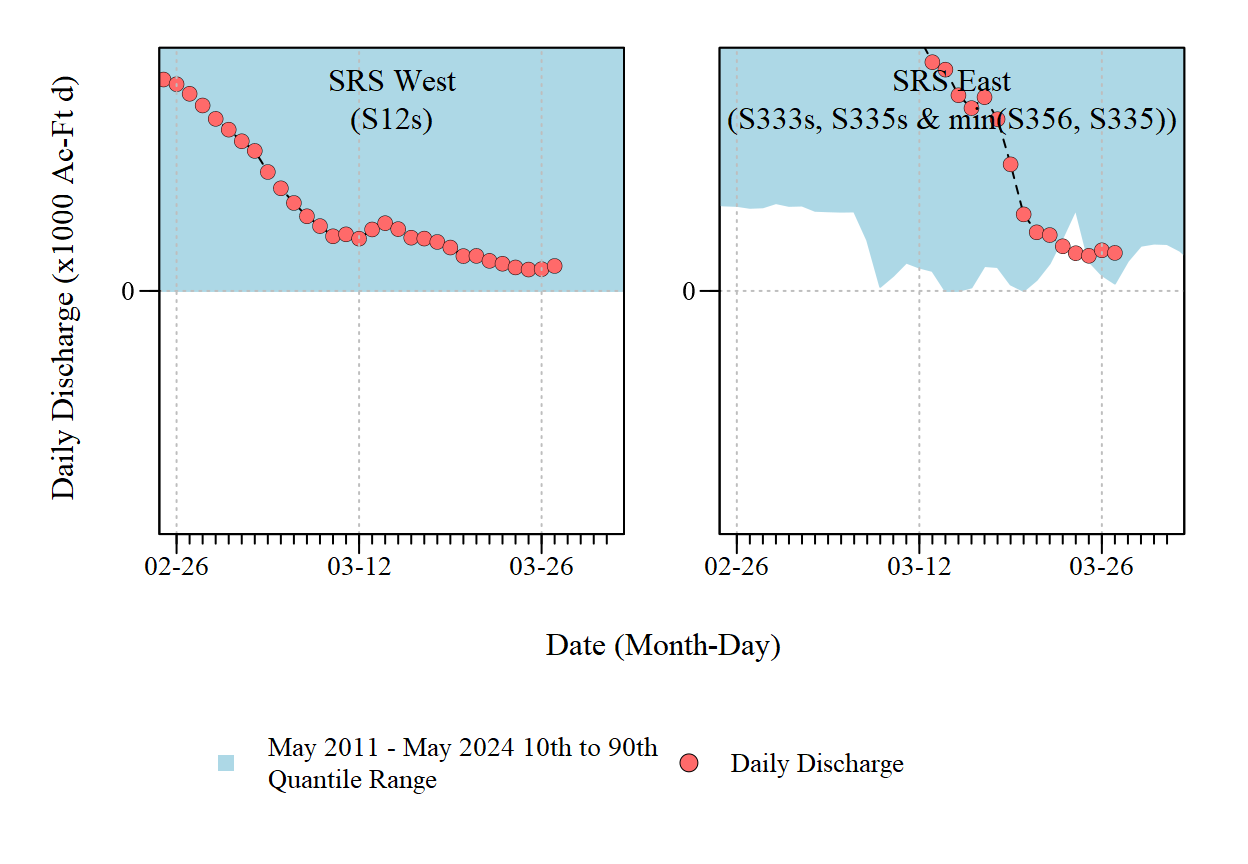 Daily Discharge (x1000 Ac-Ft d)
SRS West
(S12s)
0
02-26
03-12
03-26
SRS East
(S333s, S335s & min(S356, S335))
0
02-26
03-12
03-26
Date (Month-Day)
May 2011 - May 2024 10th to 90th
Quantile Range
Daily Discharge